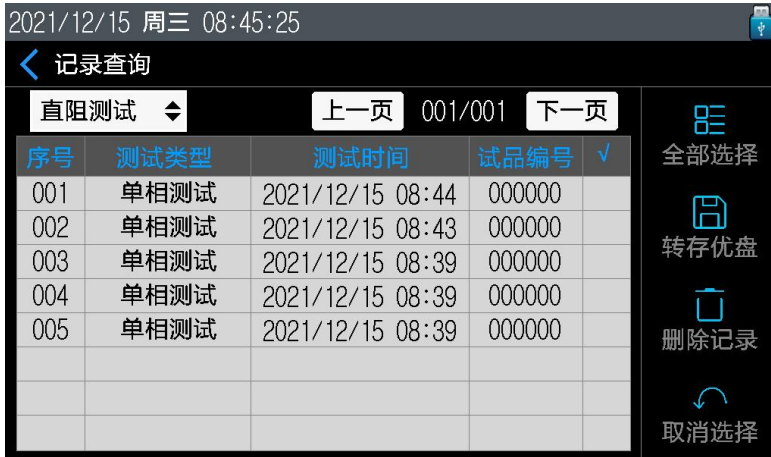 2021/12/15 周三 08:45:25
记录查询
直阻测试 上一页 001/001 下一页
序号 测试类型 测试时间 试品编号 √
001 单相测试 2021/12/15 08:44 000000
002 单相测试 2021/12/15 08:43 000000
003 单相测试 2021/12/15 08:39 000000
004 单相测试 2021/12/15 08:39 000000
005 单相测试 2021/12/15 08:39 000000
全部选择
转存优盘
删除记录
取消选择